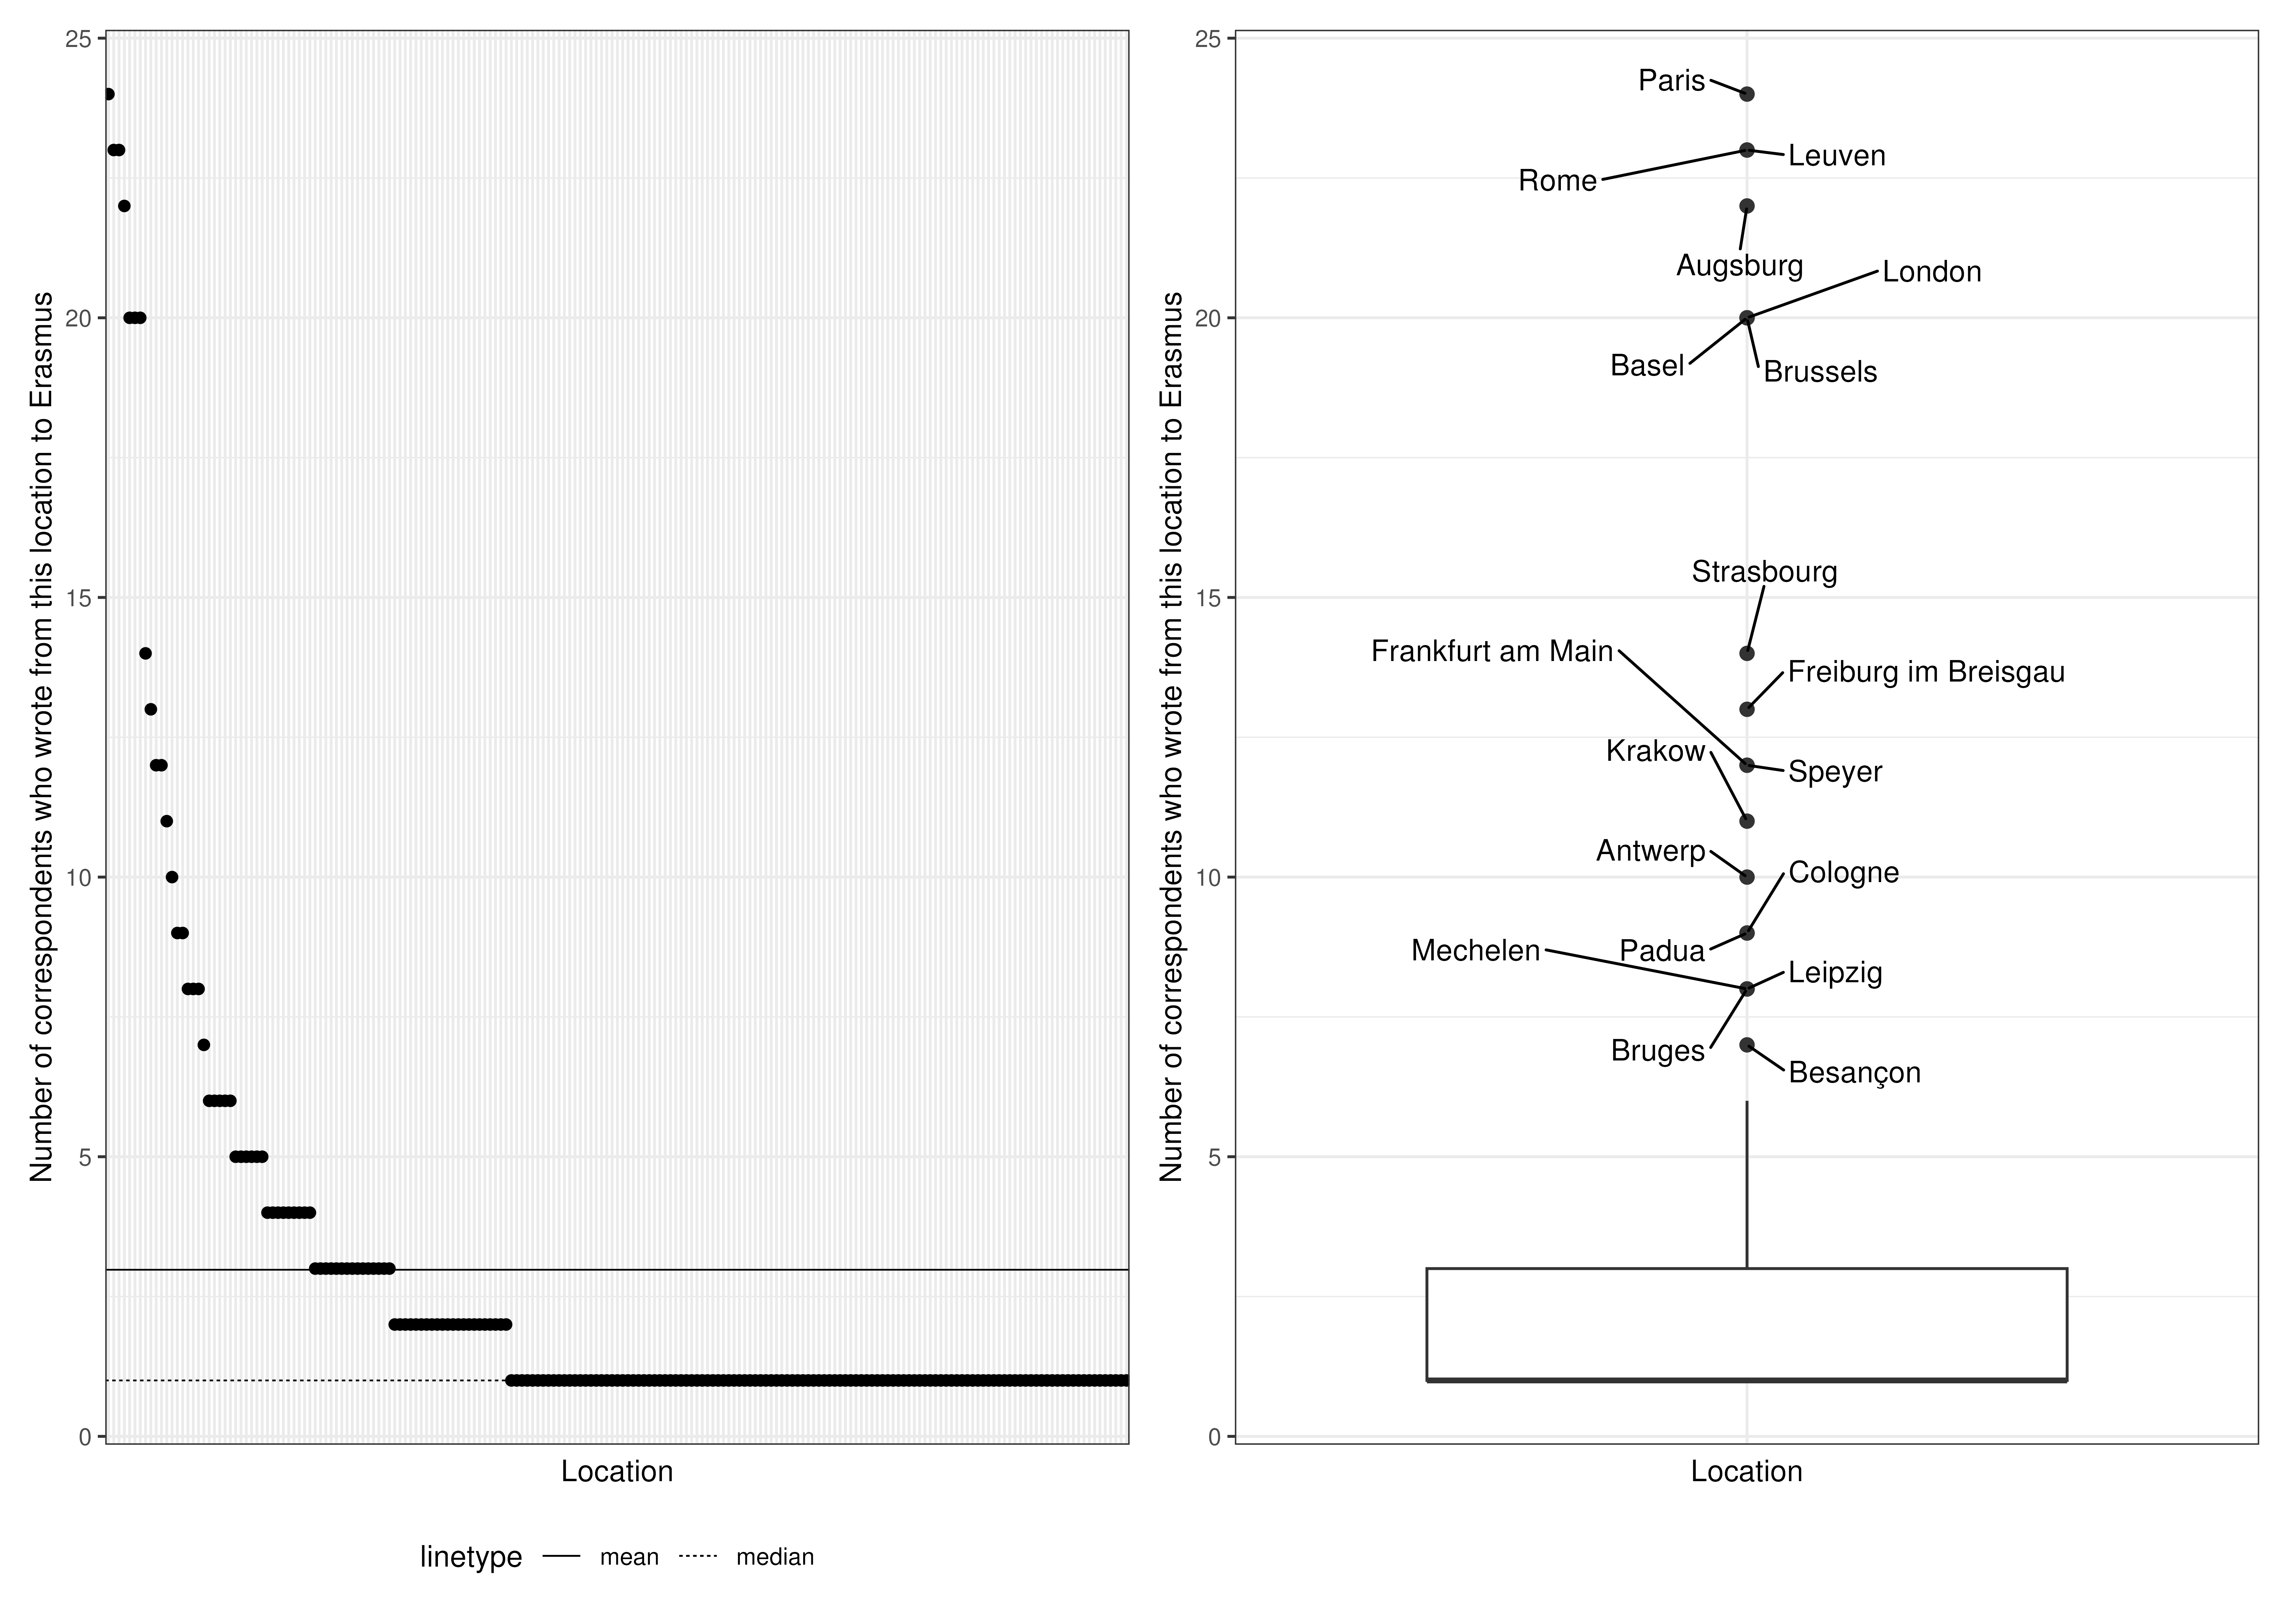 Number of correspondents who wrote from this location to Erasmus
25
20
15
10
5
0
Location
linetype mean median
Number of correspondents who wrote from this location to Erasmus
25
20
15
10
5
0
Paris
Leuven
Rome
Augsburg
London
Basel
Brussels
Strasbourg
Frankfurt am Main
Freiburg im Breisgau
Krakow
Speyer
Antwerp
Cologne
Mechelen
Padua
Leipzig
Bruges
Besançon
Location